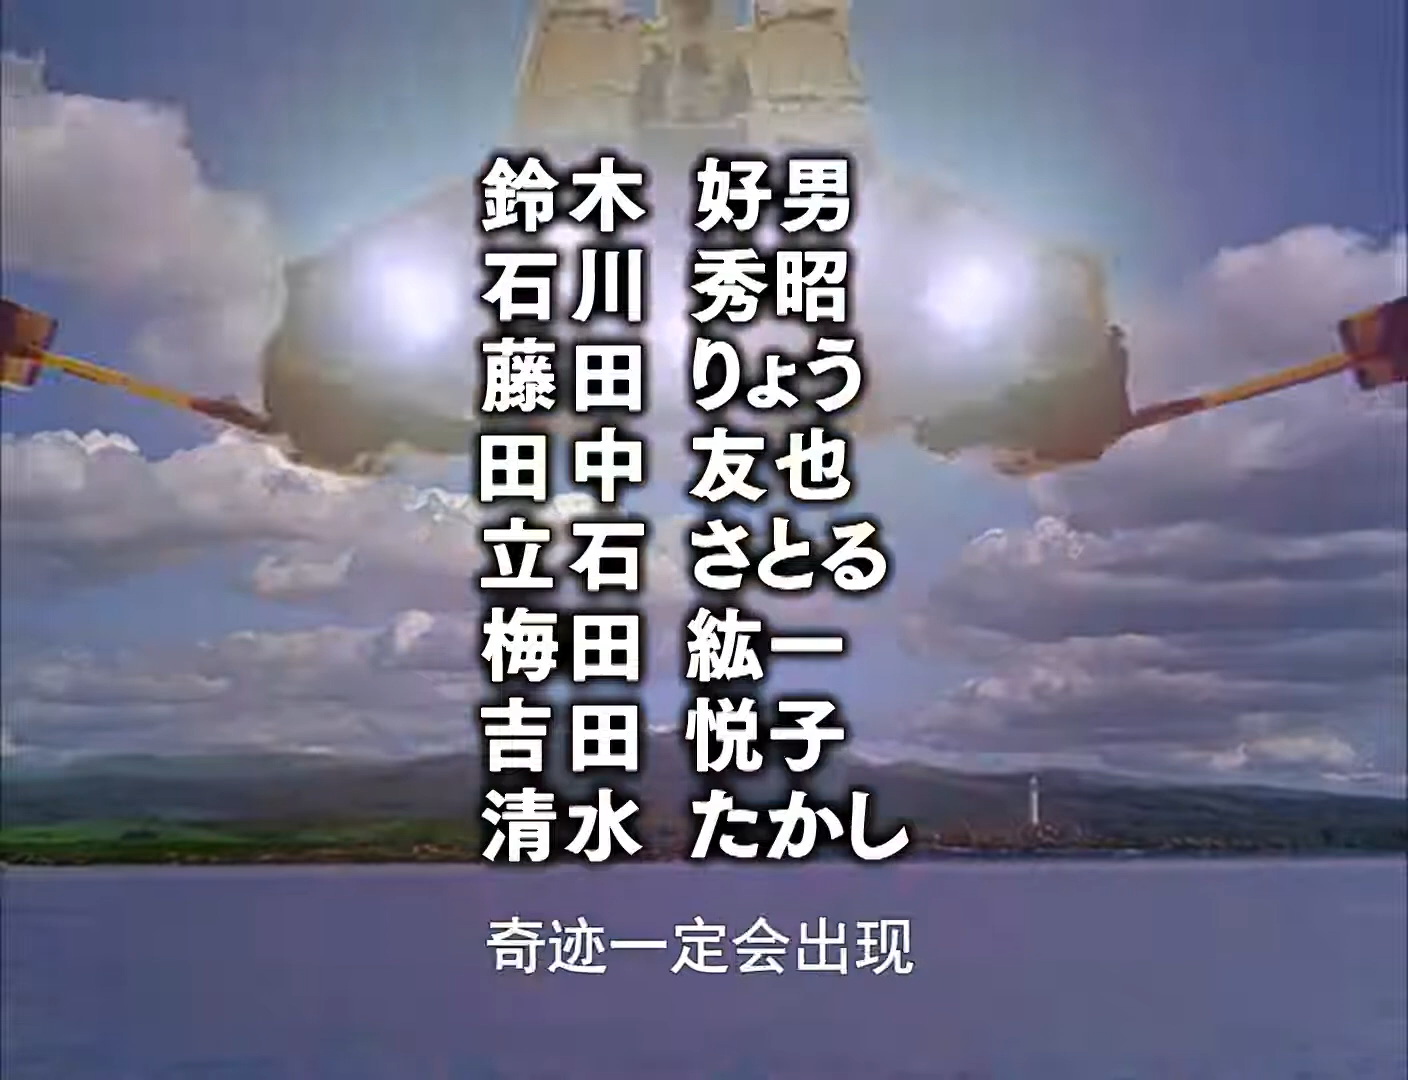 鈴木 好男
石川 秀昭
藤田 りょう
田中 友也
立石 さとる
梅田 紘一
吉田 悦子
清水 たかし
奇迹一定会出现